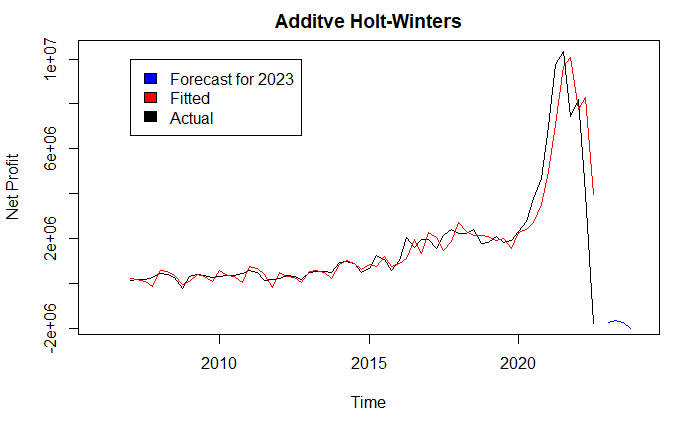 Additve Holt-Winters
1e+07
6e+06
2e+06
-2e+06
Net Profit
Forecast for 2023
Fitted
Actual
2010
2015
2020
Time